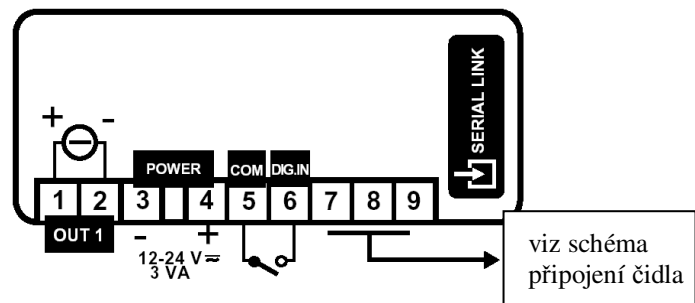 SERIAL LINK
+ -
POWER COM DIG.IN
1 2 3 4 5 6 7 8 9
OUT 1
- +
12-24 V
3 VA
viz schéma
připojení čidla